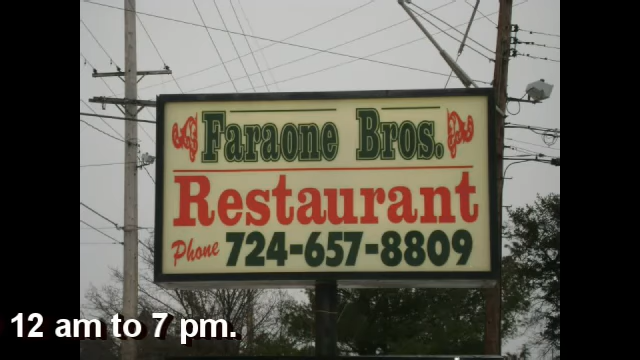 Faraone Bros.
Restaurant
Phone 724-657-8809
12 am to 7 pm.